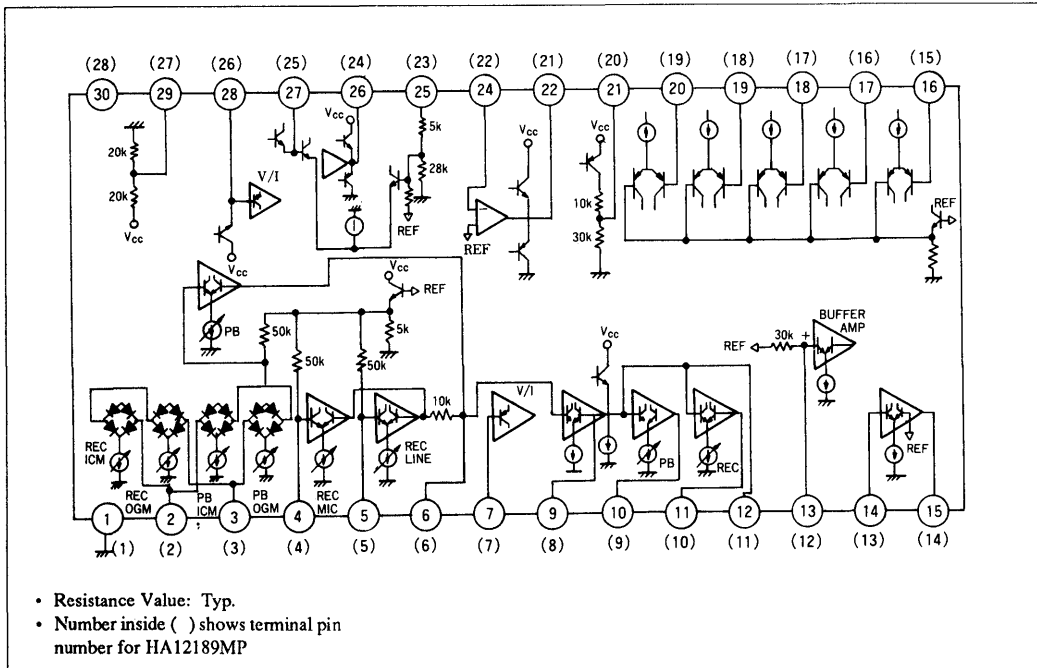 (28) (27) (26) (25) (24) (23) (22) (21) (20) (19) (18) (17) (16) (15)
30 29 28 27 26 25 24 22 21 20 19 18 17 16
Vcc
Vcc
5k
Vcc
Vcc
20k
V/I
28k
20k
10k
REF
REF
Vcc
REF
30k
Vcc
Vcc
REF
BUFFER
AMP
PB
50k
5k
30k
+
REF
50k
50k
Vcc
10k
V/I
REC
ICM
REC
LINE
PB
REC
REF
REC
OGM
PB
ICM
PB
OGM
REC
MIC
1 2 3 4 5 6 7 9 10 11 12 13 14 15
(1) (2) (3) (4) (5) (6) (7) (8) (9) (10) (11) (12) (13) (14)
• Resistance Value: Typ.
• Number inside ( ) shows terminal pin
number for HA12189MP